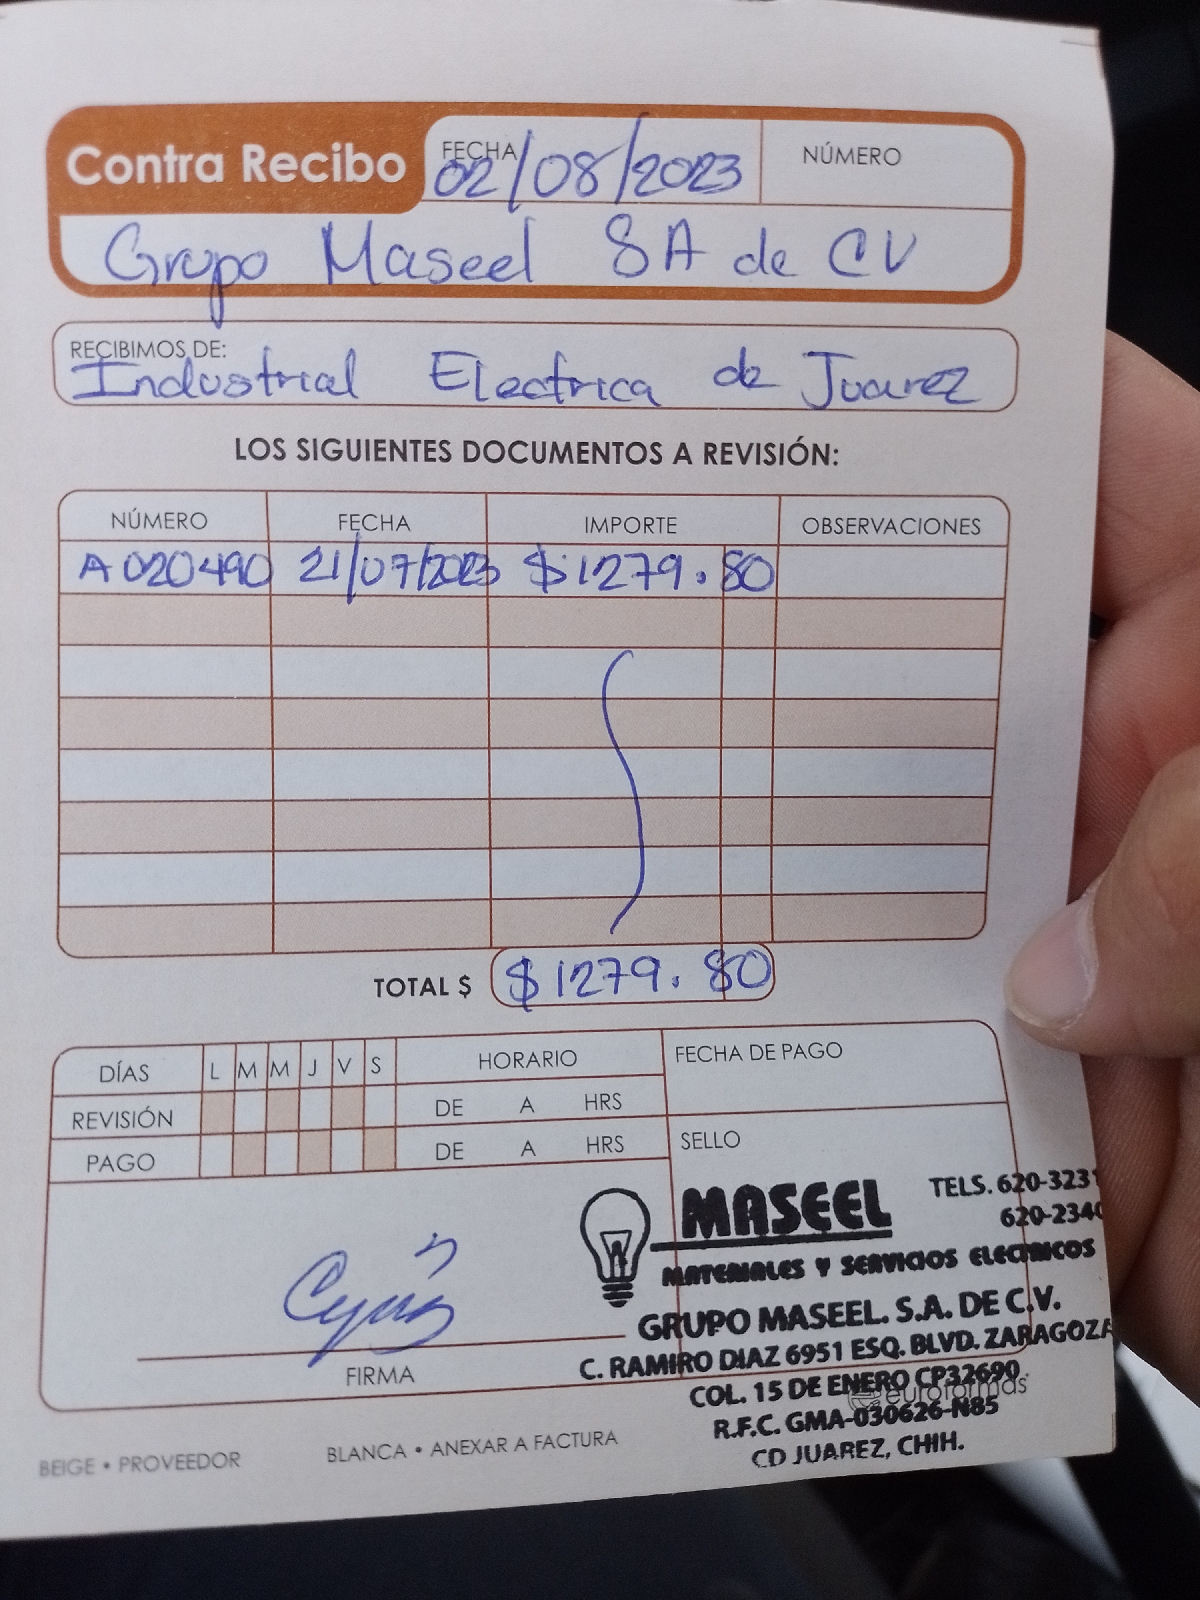 Contra Recibo
FECHA
02/08/2023
NÚMERO
Grupo Maseel SA de CV
RECIBIMOS DE:
Industrial Electrica de Juarez
LOS SIGUIENTES DOCUMENTOS A REVISIÓN:
NÚMERO FECHA IMPORTE OBSERVACIONES
A020490 21/07/2023 $1279.80
TOTAL $ $1279.80
DÍAS L M M J V S HORARIO
REVISIÓN DE A HRS
PAGO DE A HRS
FECHA DE PAGO
SELLO
FIRMA
MASEEL
TELS. 620-323
620-234
MATERIALES Y SERVICIOS ELECTRICOS
GRUPO MASEEL. S.A. DE C.V.
C. RAMIRO DIAZ 6951 ESQ. BLVD. ZARAGOZA
COL. 15 DE ENERO CP32690.
euroformas
R.F.C. GMA-030626-N85
CD JUAREZ, CHIH.
BEIGE • PROVEEDOR BLANCA • ANEXAR A FACTURA